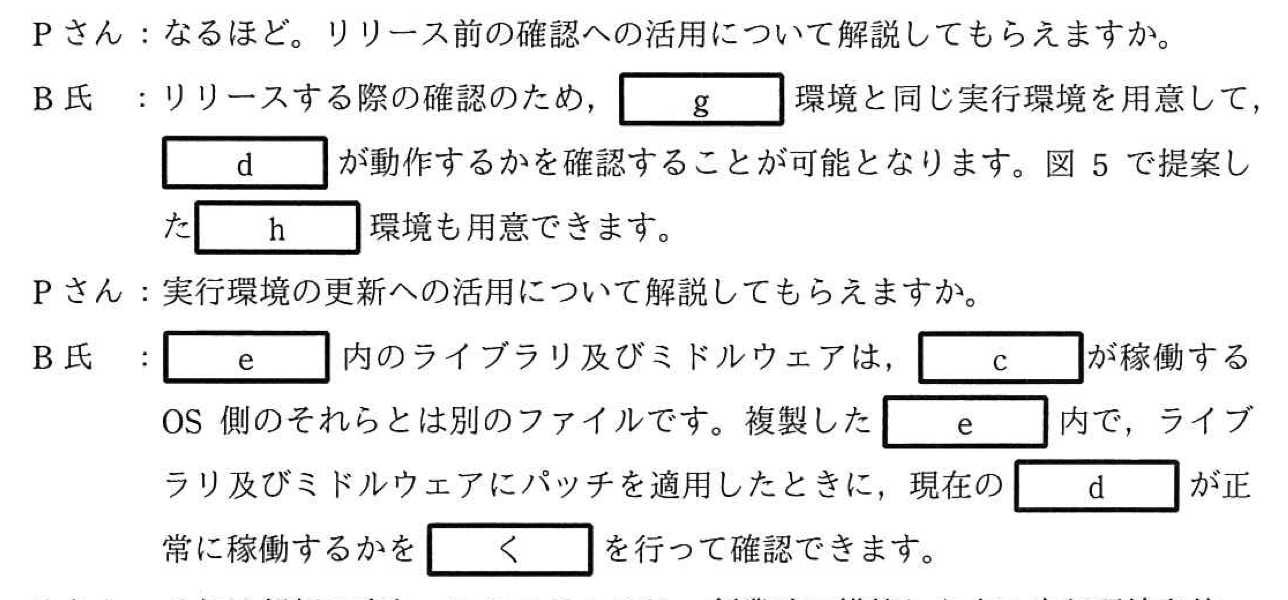 Pさん：なるほど。リリース前の確認への活用について解説してもらえますか。
B氏　：リリースする際の確認のため， g 環境と同じ実行環境を用意して，
d が動作するかを確認することが可能となります。図 5 で提案し
た h 環境も用意できます。
Pさん：実行環境の更新への活用について解説してもらえますか。
B氏　： e 内のライブラリ及びミドルウェアは， c が稼働する
OS 側のそれらとは別のファイルです。複製した e 内で，ライブ
ラリ及びミドルウェアにパッチを適用したときに，現在の d が正
常に稼働するかを く を行って確認できます。